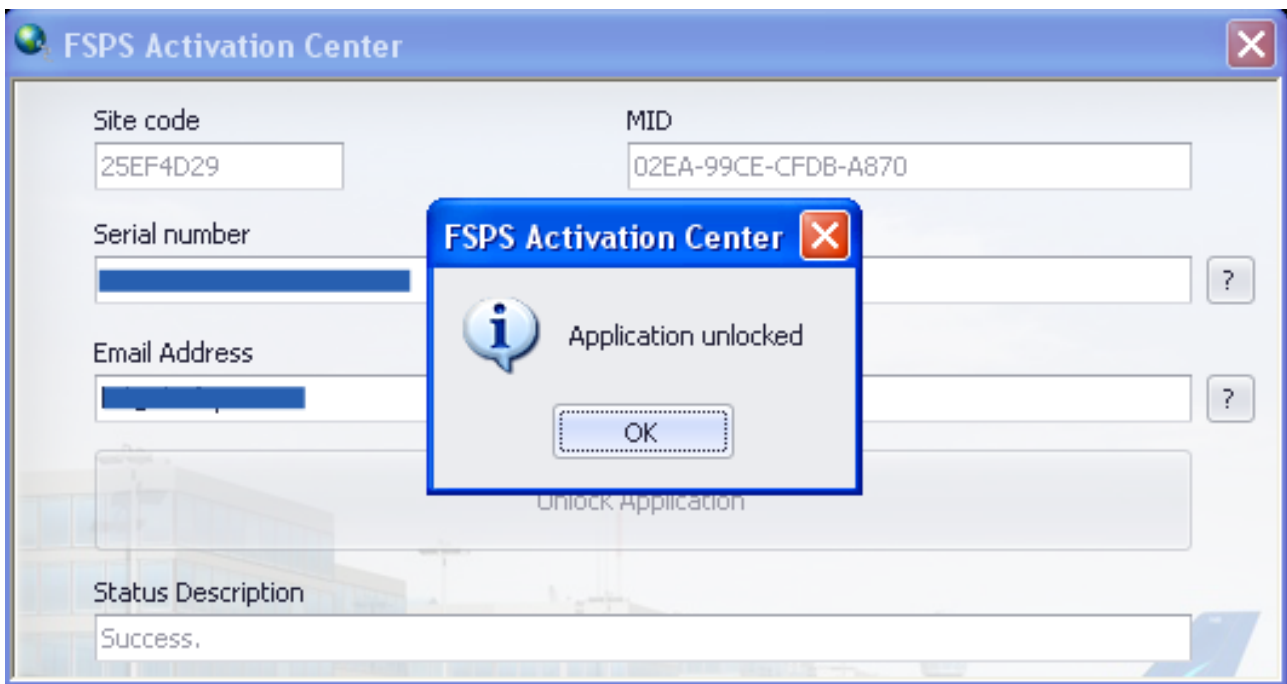 FSPS Activation Center
Site code
MID
25EF4D29
02EA-99CE-CFDB-A870
Serial number
?
FSPS Activation Center
Application unlocked
OK
Email Address
?
Unlock Application
Status Description
Success.